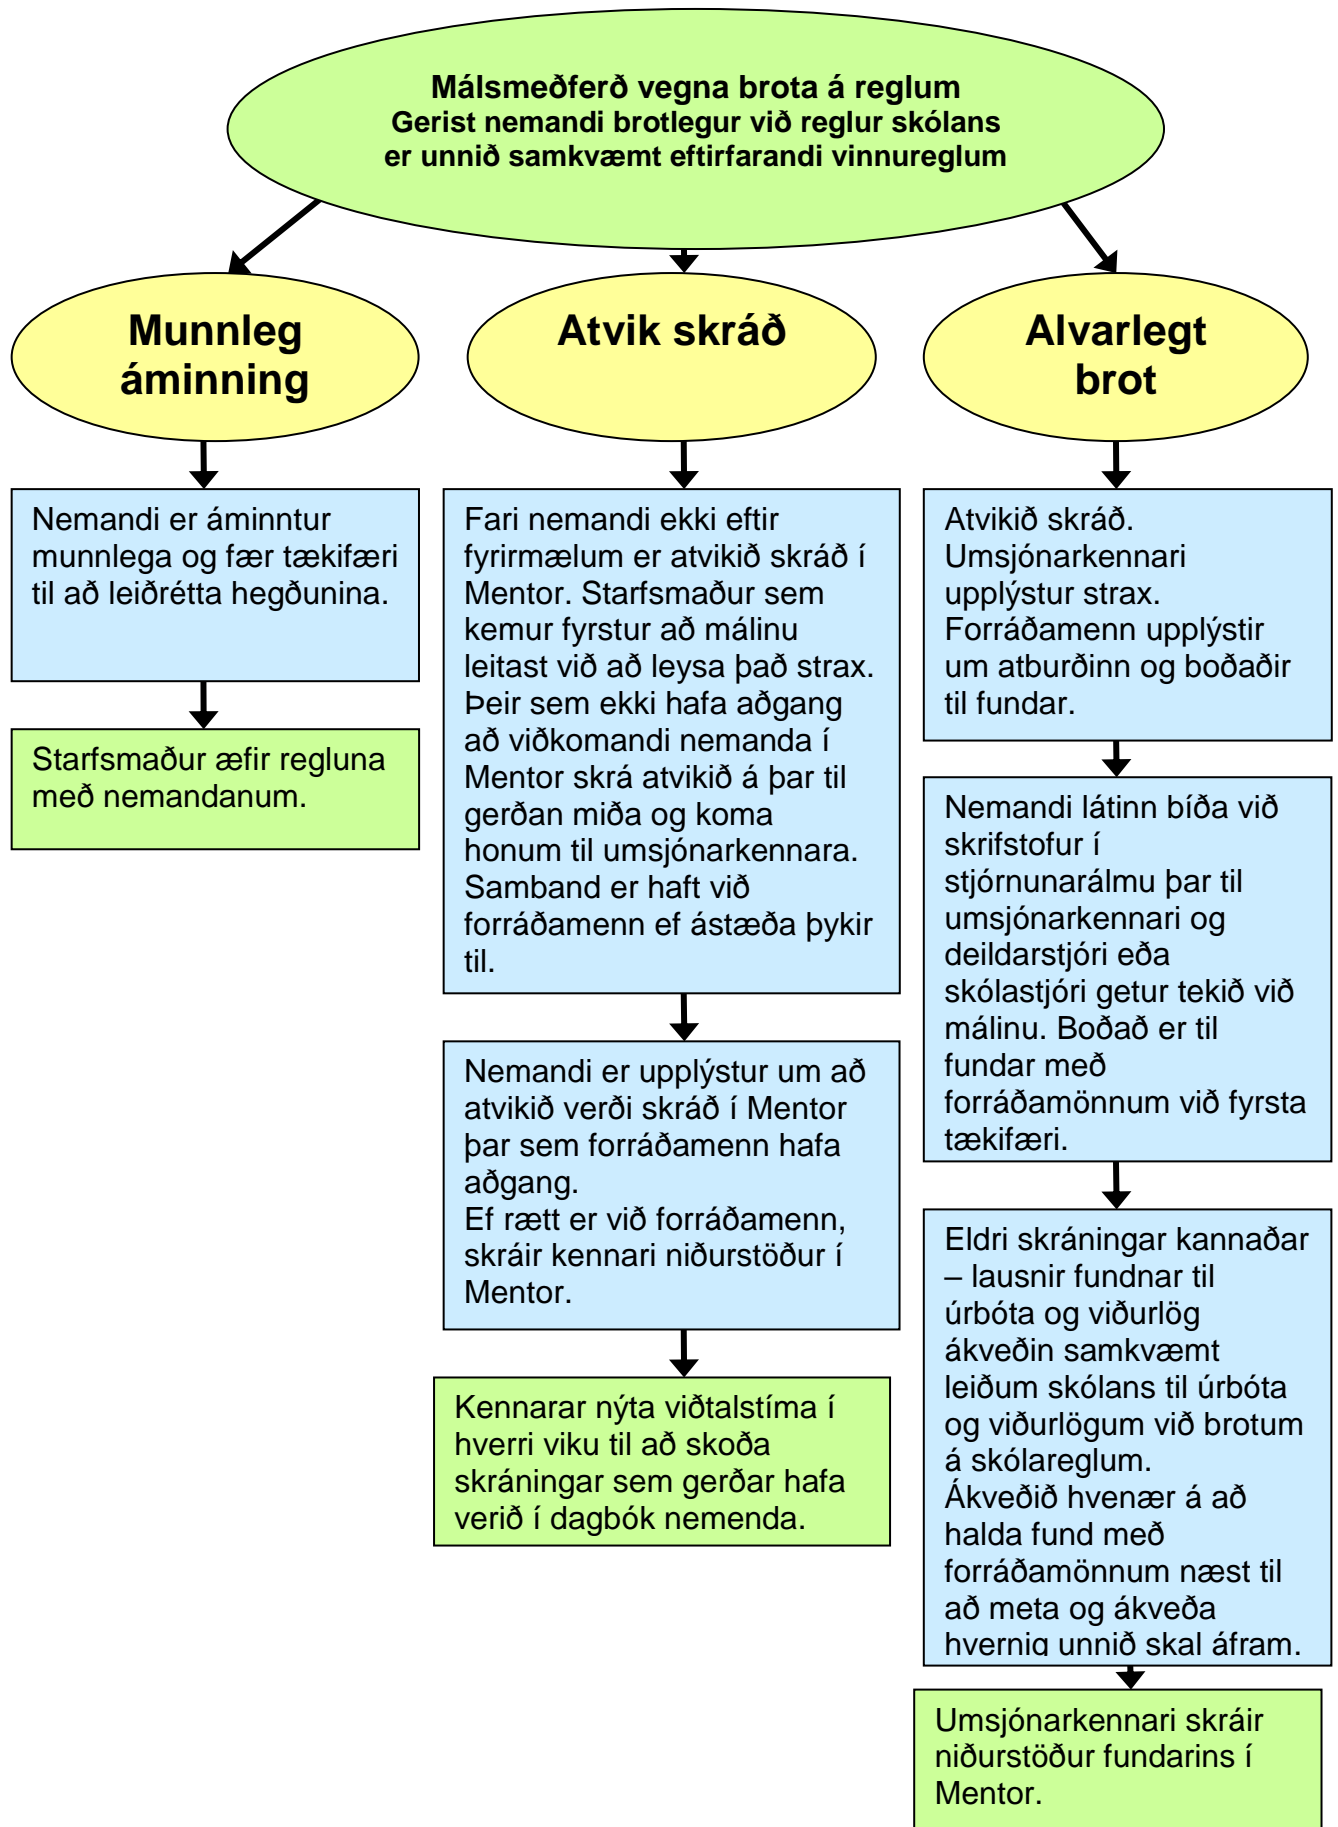 Málsmeðferð vegna brota á reglum
Gerist nemandi brotlegur við reglur skólans
er unnið samkvæmt eftirfarandi vinnureglum
Munnleg
áminning
Nemandi er áminntur
munnlega og fær tækifæri
til að leiðrétta hegðunina.
Starfsmaður æfir regluna
með nemandanum.
Atvik skráð
Fari nemandi ekki eftir
fyrirmælum er atvikið skráð í
Mentor. Starfsmaður sem
kemur fyrstur að málinu
leitast við að leysa það strax.
Þeir sem ekki hafa aðgang
að viðkomandi nemanda í
Mentor skrá atvikið á þar til
gerðan miða og koma
honum til umsjónarkennara.
Samband er haft við
forráðamenn ef ástæða þykir
til.
Nemandi er upplýstur um að
atvikið verði skráð í Mentor
þar sem forráðamenn hafa
aðgang.
Ef rætt er við forráðamenn,
skráir kennari niðurstöður í
Mentor.
Kennarar nýta viðtalstíma í
hverri viku til að skoða
skráningar sem gerðar hafa
verið í dagbók nemenda.
Alvarlegt
brot
Atvikið skráð.
Umsjónarkennari
upplýstur strax.
Forráðamenn upplýstir
um atburðinn og boðaðir
til fundar.
Nemandi látinn bíða við
skrifstofur í
stjórnunarálmu þar til
umsjónarkennari og
deildarstjóri eða
skólastjóri getur tekið við
málinu. Boðað er til
fundar með
forráðamönnum við fyrsta
tækifæri.
Eldri skráningar kannaðar
– lausnir fundnar til
úrbóta og viðurlög
ákveðin samkvæmt
leiðum skólans til úrbóta
og viðurlögum við brotum
á skólareglum.
Ákveðið hvenær á að
halda fund með
forráðamönnum næst til
að meta og ákveða
hvernig unnið skal áfram.
Umsjónarkennari skráir
niðurstöður fundarins í
Mentor.